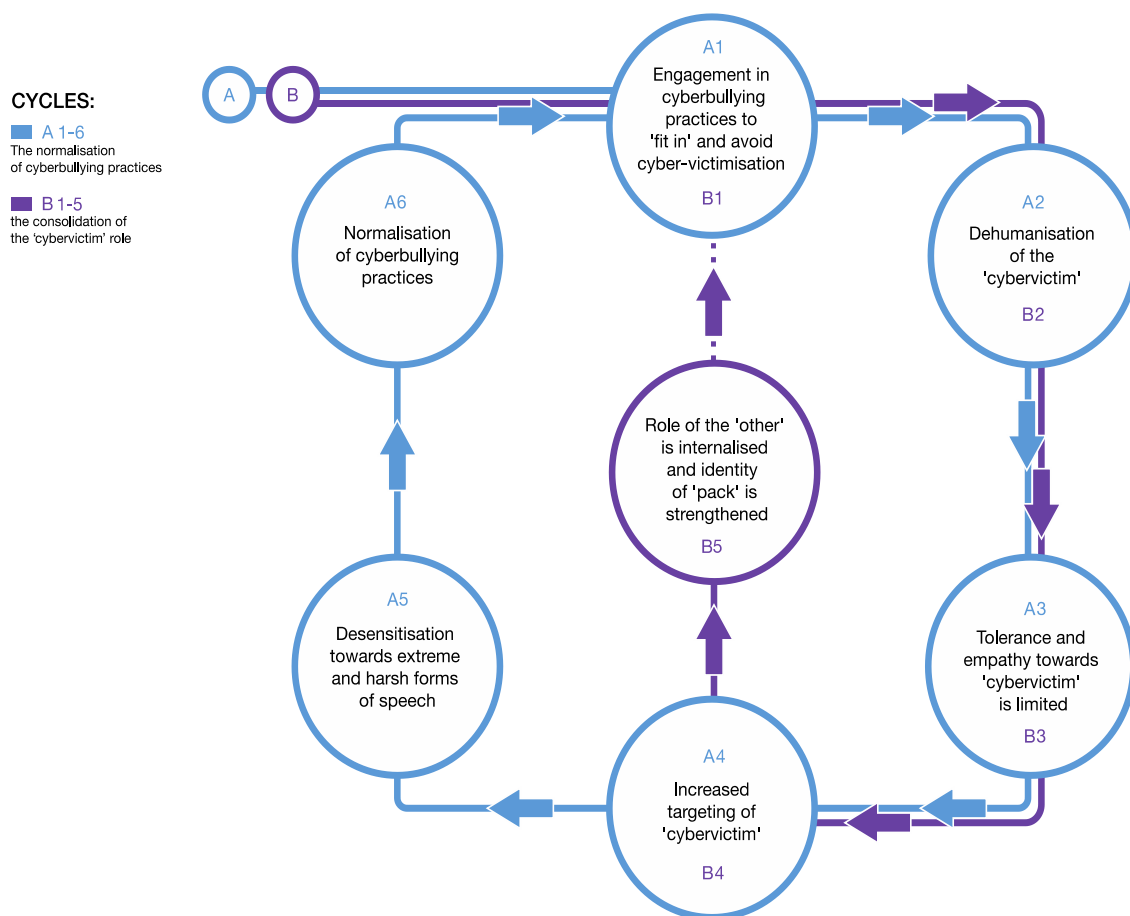 CYCLES:
A 1-6
The normalisation
of cyberbullying practices
B 1-5
the consolidation of
the 'cybervictim' role
A
B
A1
Engagement in
cyberbullying
practices to
'fit in' and avoid
cyber-victimisation
B1
A2
Dehumanisation
of the
'cybervictim'
B2
A3
Tolerance and
empathy towards
'cybervictim'
is limited
B3
A4
Increased
targeting of
'cybervictim'
B4
A5
Desensitisation
towards extreme
and harsh forms
of speech
A6
Normalisation
of cyberbullying
practices
Role of the 'other'
is internalised
and identity
of 'pack' is
strengthened
B5